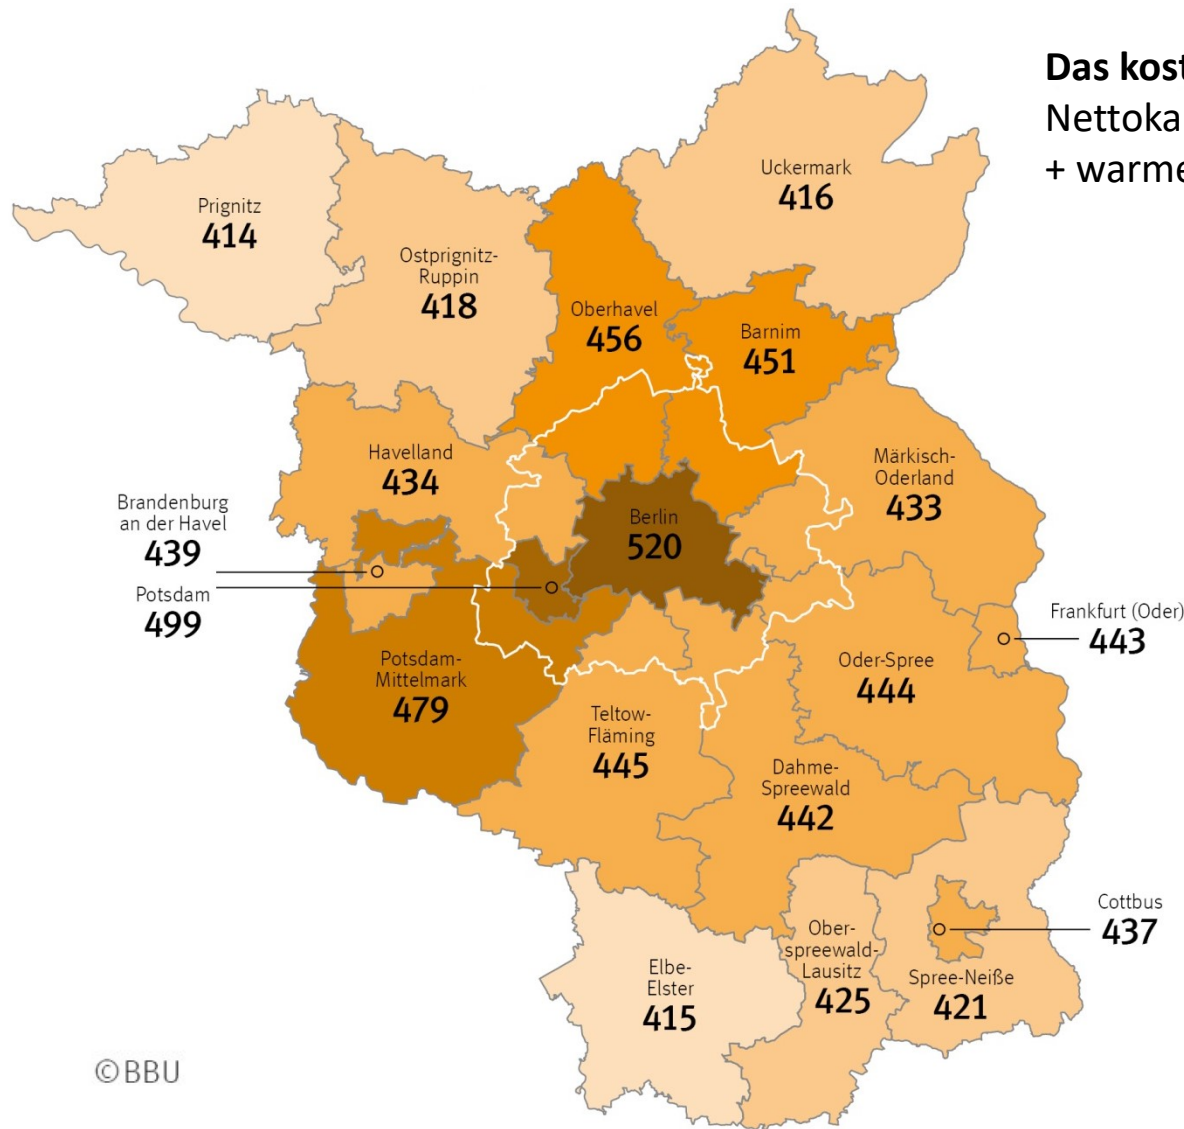 Das kost
Nettoka
+ warme
Uckermark
416
Prignitz
414
Ostprignitz-
Ruppin
418
Oberhavel
456
Barnim
451
Havelland
434
Märkisch-
Oderland
433
Brandenburg
an der Havel
439
Berlin
520
Potsdam
499
Frankfurt (Oder)
443
Potsdam-
Mittelmark
479
Oder-Spree
444
Teltow-
Fläming
445
Dahme-
Spreewald
442
Cottbus
437
Ober-
spreewald-
Lausitz
425
Spree-Neiße
421
Elbe-
Elster
415
©BBU